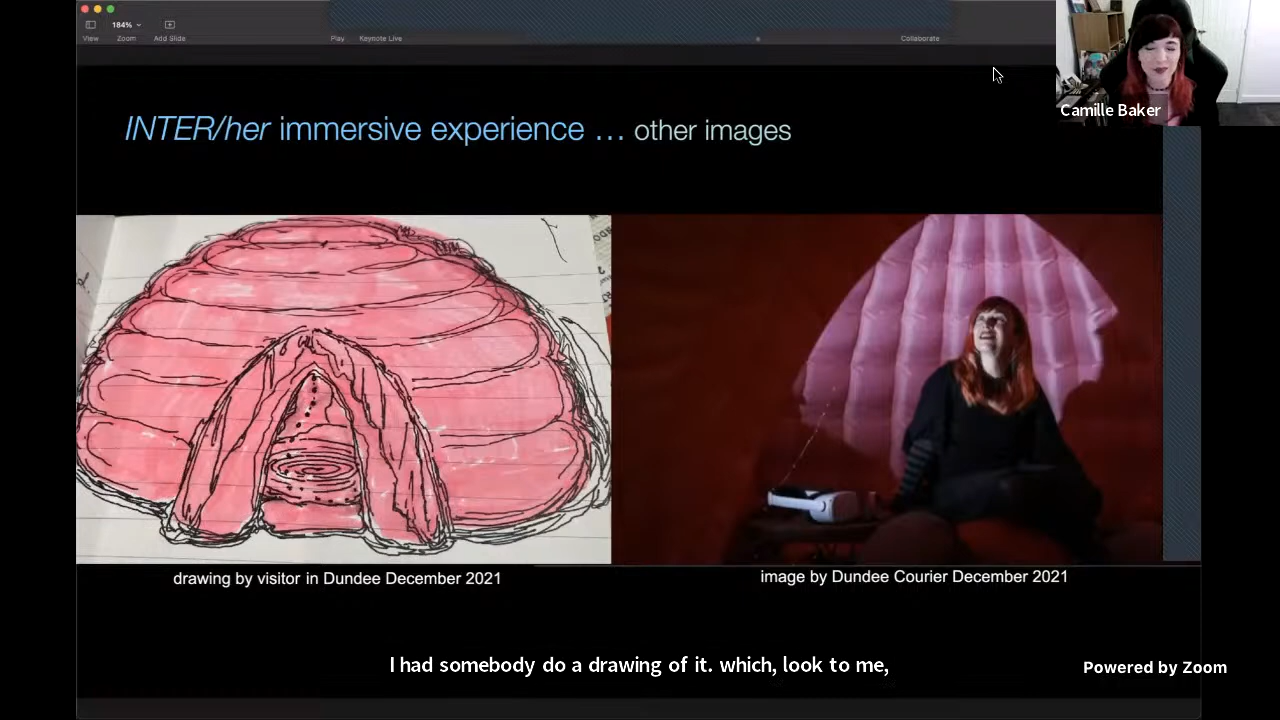 184%
View
Zoom
Add Slide
Play
Keynote Live
Collaborate
Camille Baker
INTER/her immersive experience … other images
drawing by visitor in Dundee December 2021
image by Dundee Courier December 2021
I had somebody do a drawing of it. which, look to me,
Powered by Zoom